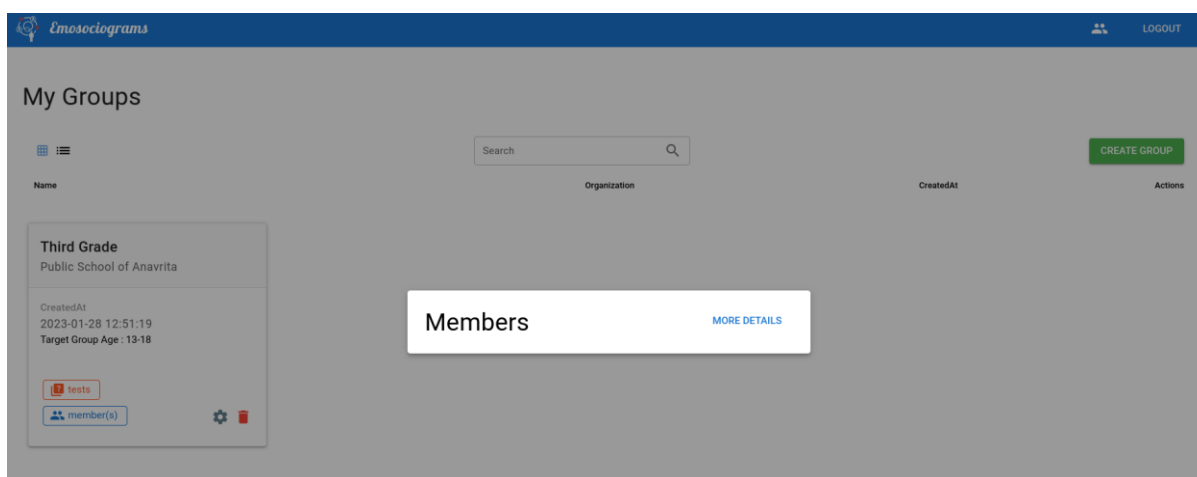 Emosociograms
LOGOUT
My Groups
Search
CREATE GROUP
Name
Organization
CreatedAt
Actions
Third Grade
Public School of Anavrita
CreatedAt
2023-01-28 12:51:19
Target Group Age : 13-18
tests
member(s)
Members
MORE DETAILS